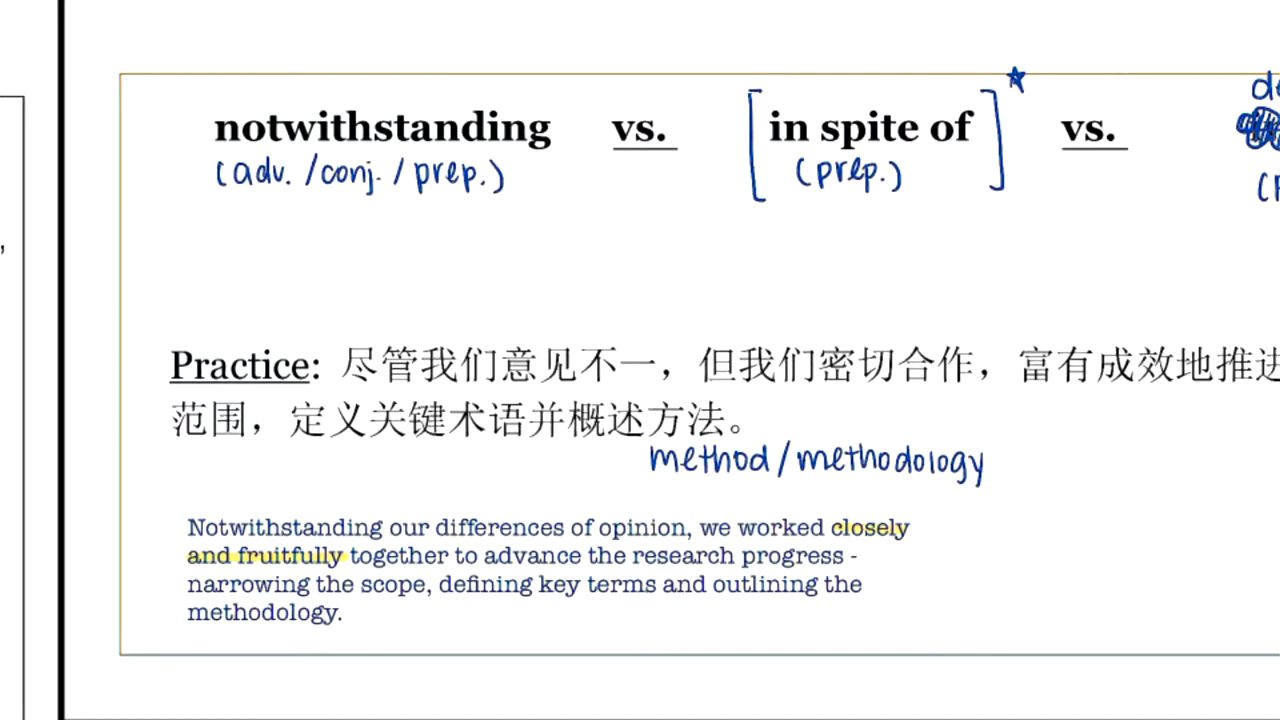 notwithstanding vs. in spite of vs.
(adv. / conj. / prep.) (prep.)
Practice: 尽管我们意见不一，但我们密切合作，富有成效地推进
范围，定义关键术语并概述方法。
method / methodology
Notwithstanding our differences of opinion, we worked closely
and fruitfully together to advance the research progress -
narrowing the scope, defining key terms and outlining the
methodology.